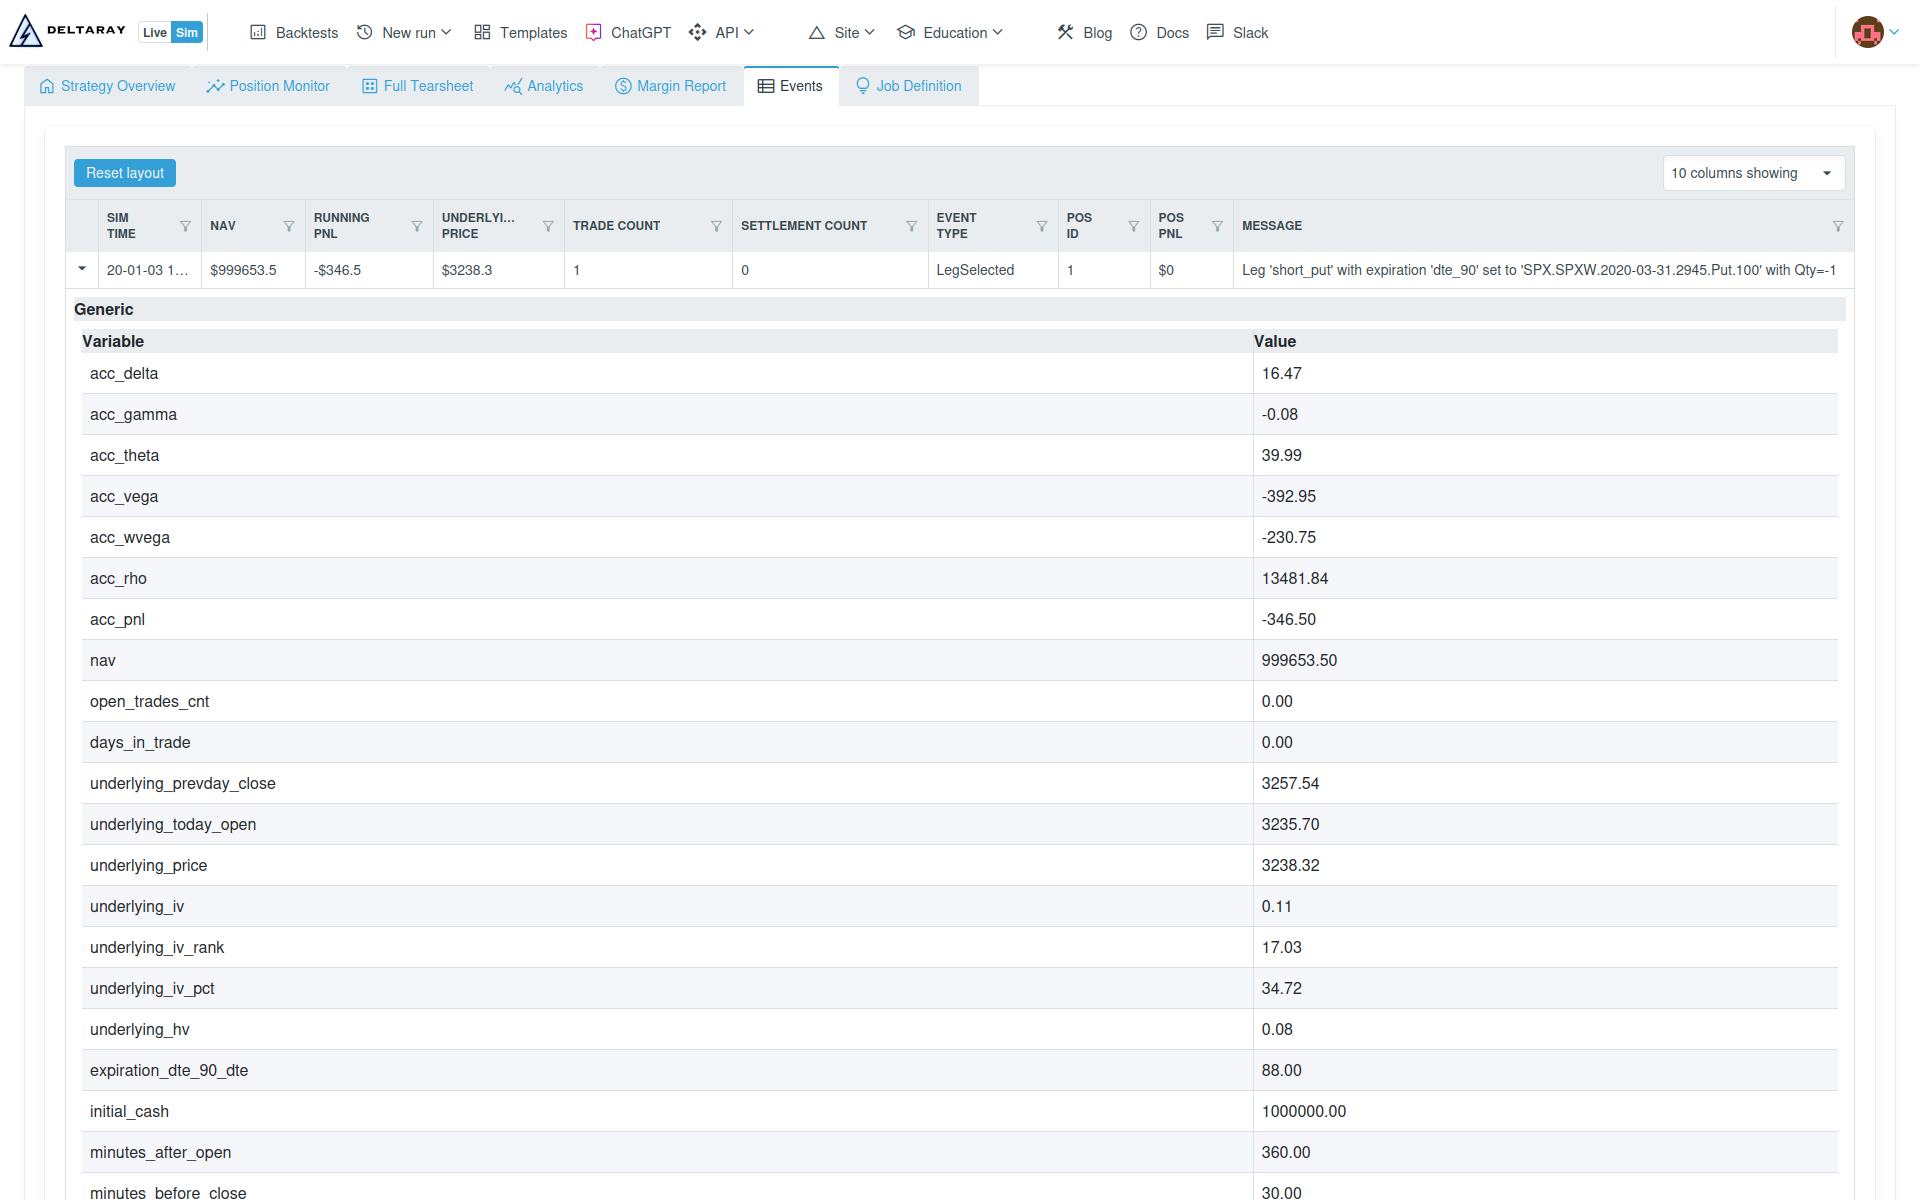 DELTARAY Live Sim Backtests New run Templates ChatGPT API Site Education Blog Docs Slack
Strategy Overview Position Monitor Full Tearsheet Analytics Margin Report Events Job Definition
Reset layout 10 columns showing
SIM TIME NAV RUNNING PNL UNDERLYI... PRICE TRADE COUNT SETTLEMENT COUNT EVENT TYPE POS ID POS PNL MESSAGE
20-01-03 1... $999653.5 -$346.5 $3238.3 1 0 LegSelected 1 $0 Leg 'short_put' with expiration 'dte_90' set to 'SPX.SPXW.2020-03-31.2945.Put.100' with Qty=-1
Generic
Variable Value
acc_delta 16.47
acc_gamma -0.08
acc_theta 39.99
acc_vega -392.95
acc_wvega -230.75
acc_rho 13481.84
acc_pnl -346.50
nav 999653.50
open_trades_cnt 0.00
days_in_trade 0.00
underlying_prevday_close 3257.54
underlying_today_open 3235.70
underlying_price 3238.32
underlying_iv 0.11
underlying_iv_rank 17.03
underlying_iv_pct 34.72
underlying_hv 0.08
expiration_dte_90_dte 88.00
initial_cash 1000000.00
minutes_after_open 360.00
minutes_before_close 30.00